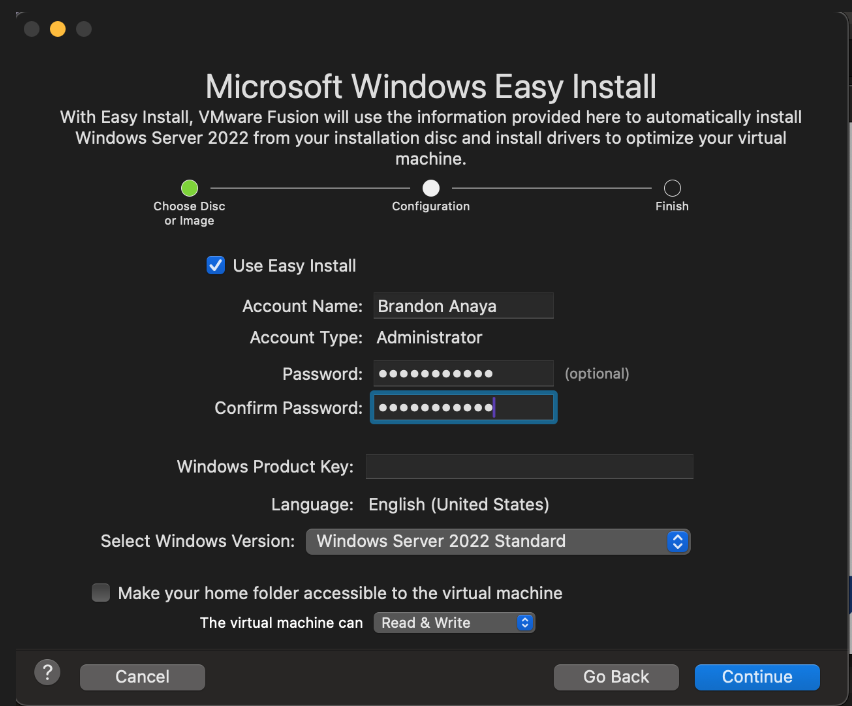 Microsoft Windows Easy Install
With Easy Install, VMware Fusion will use the information provided here to automatically install
Windows Server 2022 from your installation disc and install drivers to optimize your virtual
machine.
Choose Disc
or Image
Configuration
Finish
Use Easy Install
Account Name: Brandon Anaya
Account Type: Administrator
Password: ●●●●●●●●●●● (optional)
Confirm Password: ●●●●●●●●●●●
Windows Product Key:
Language: English (United States)
Select Windows Version: Windows Server 2022 Standard
Make your home folder accessible to the virtual machine
The virtual machine can Read & Write
? Cancel Go Back Continue